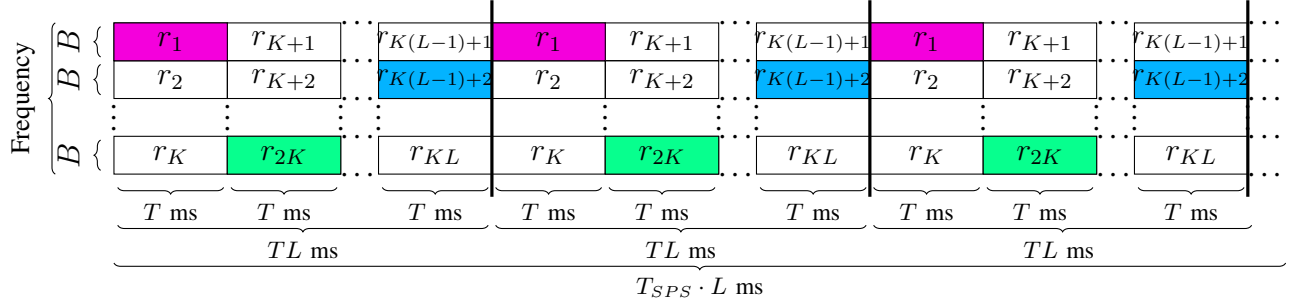 Frequency
B { r_1 r_{K+1} ... r_{K(L-1)+1} r_1 r_{K+1} ... r_{K(L-1)+1} r_1 r_{K+1} ... r_{K(L-1)+1} ...
B { r_2 r_{K+2} ... r_{K(L-1)+2} r_2 r_{K+2} ... r_{K(L-1)+2} r_2 r_{K+2} ... r_{K(L-1)+2} ...
B { r_K r_{2K} ... r_{KL} r_K r_{2K} ... r_{KL} r_K r_{2K} ... r_{KL} ...
T ms T ms T ms T ms T ms T ms T ms T ms T ms
TL ms TL ms TL ms
T_{SPS} · L ms